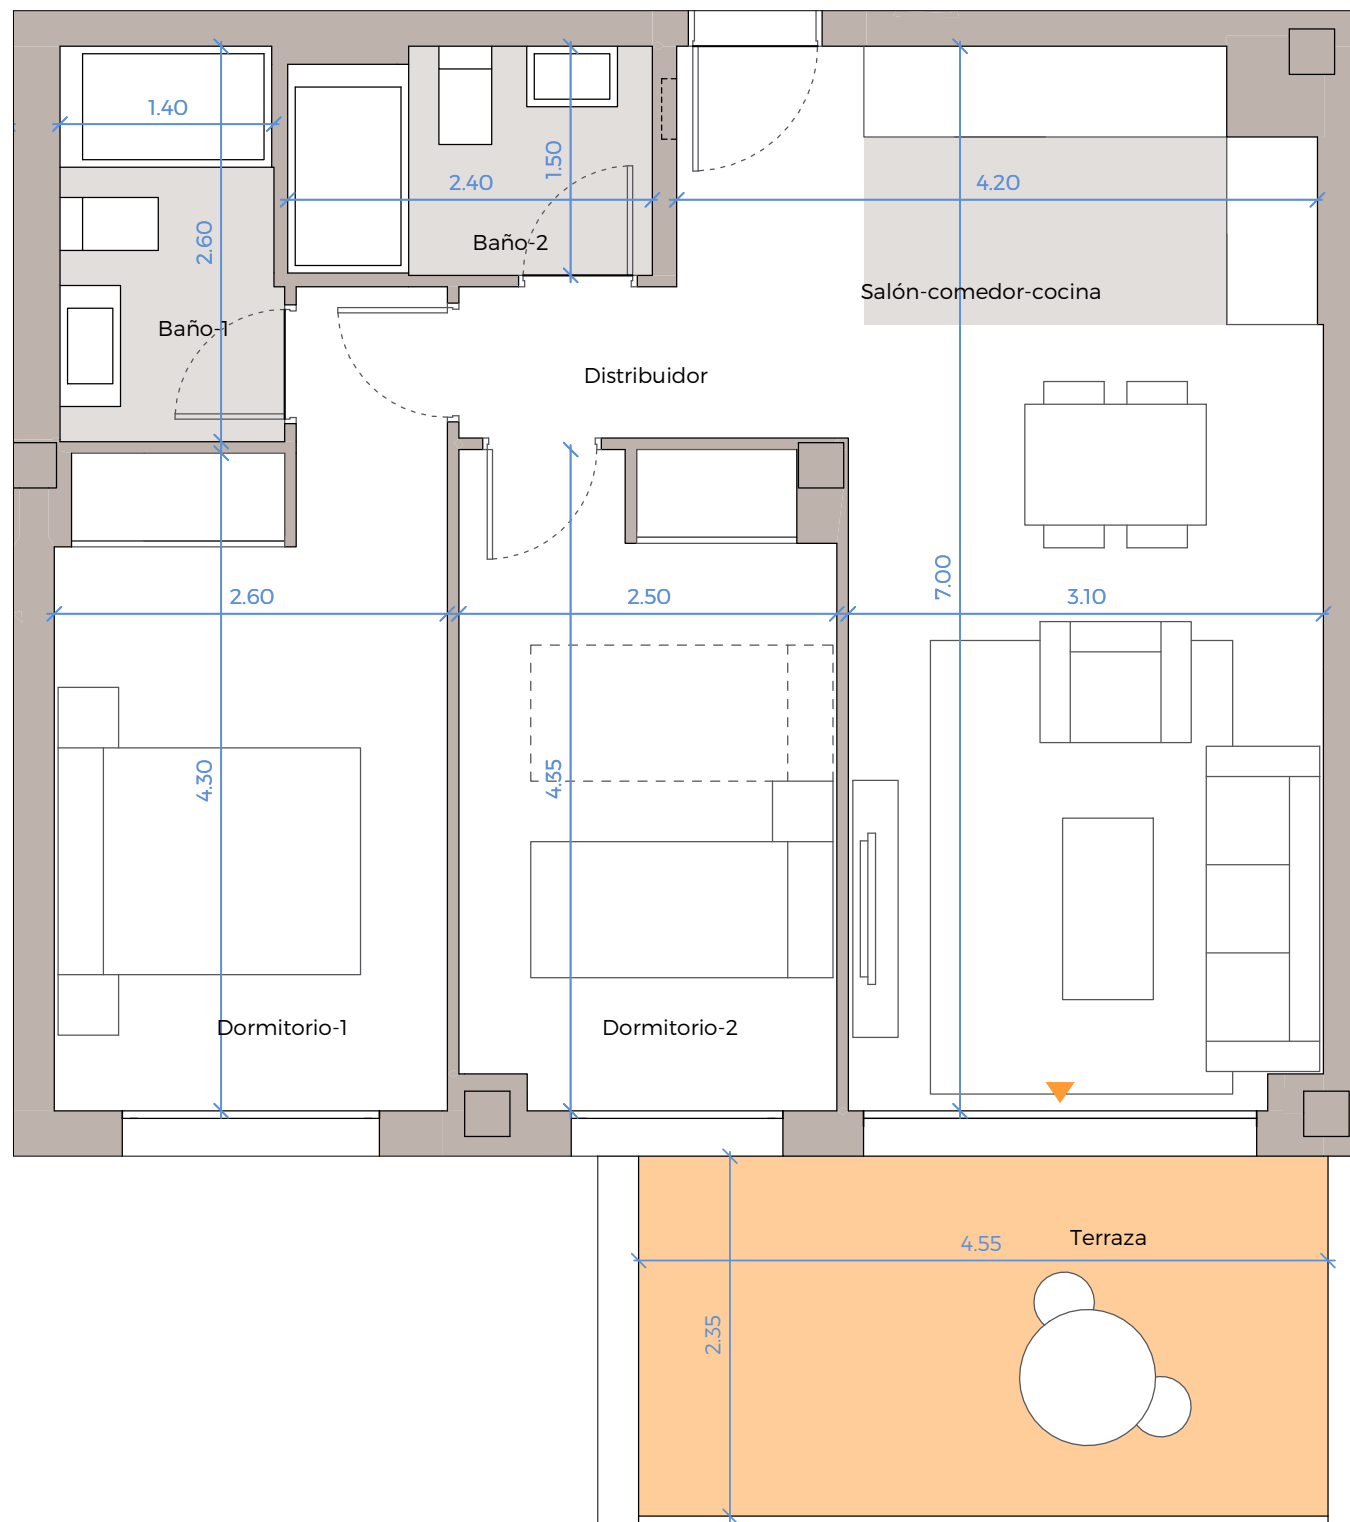 1.40
2.60
Baño-1
2.40
1.50
Baño-2
4.20
Salón-comedor-cocina
Distribuidor
2.60
4.30
Dormitorio-1
2.50
4.35
Dormitorio-2
7.00
3.10
Terraza
4.55
2.35